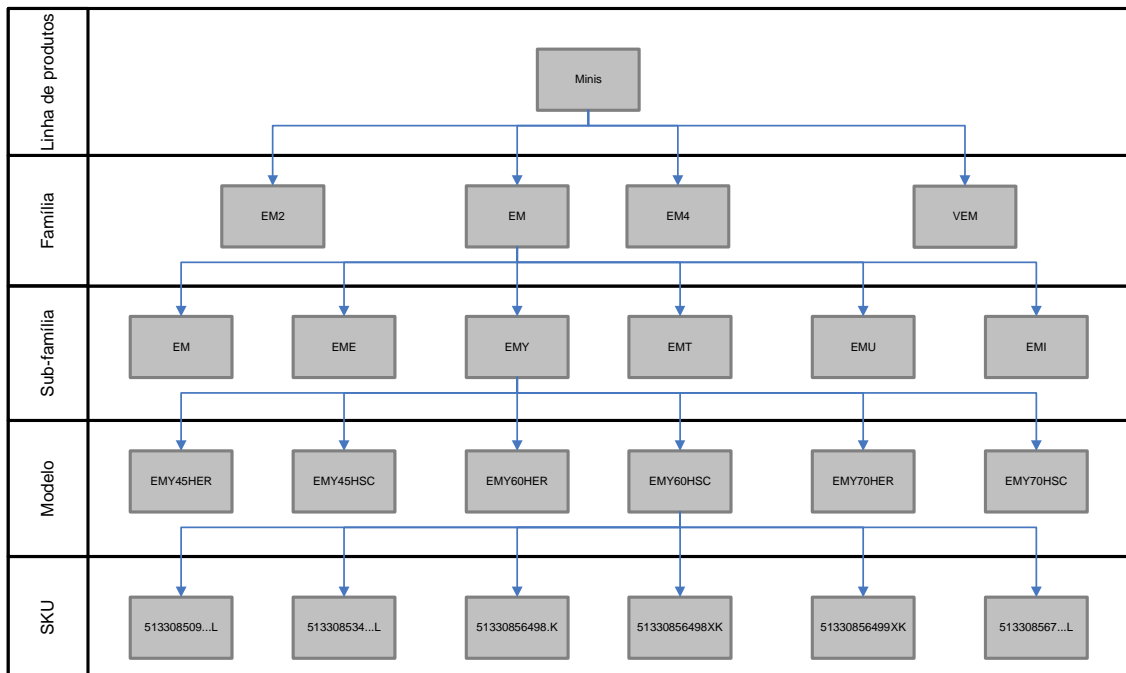 Linha de produtos
Minis
Família
EM2
EM
EM4
VEM
Sub-família
EM
EME
EMY
EMT
EMU
EMI
Modelo
EMY45HER
EMY45HSC
EMY60HER
EMY60HSC
EMY70HER
EMY70HSC
SKU
513308509...L
513308534...L
51330856498.K
51330856498XK
51330856499XK
513308567...L